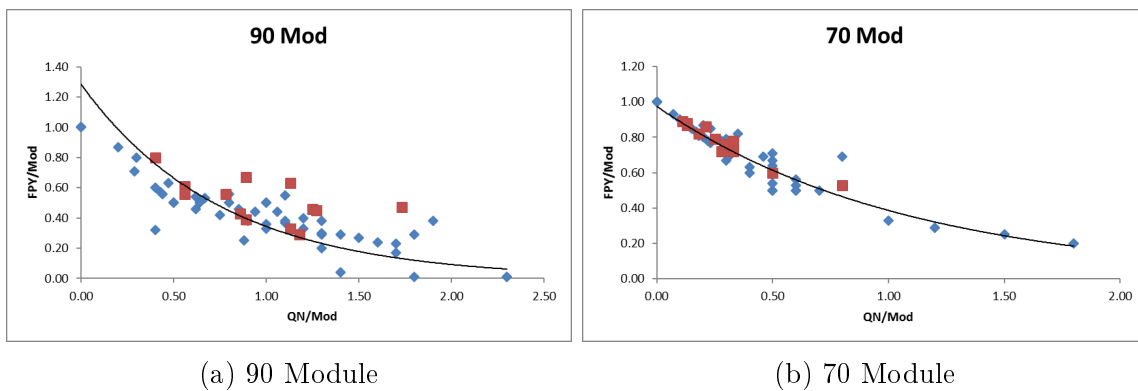 90 Mod
FPY/Mod
1.40
1.20
1.00
0.80
0.60
0.40
0.20
0.00
0.00 0.50 1.00 1.50 2.00 2.50
QN/Mod
(a) 90 Module
70 Mod
FPY/Mod
1.20
1.00
0.80
0.60
0.40
0.20
0.00
0.00 0.50 1.00 1.50 2.00
QN/Mod
(b) 70 Module